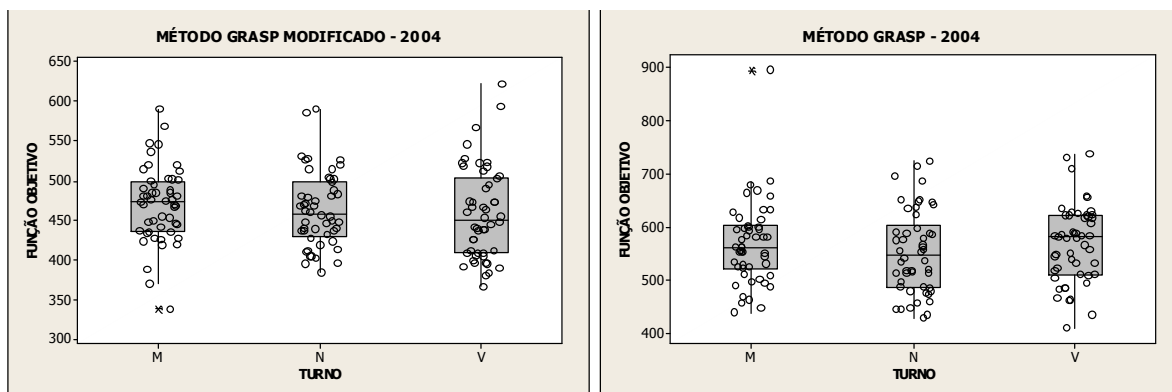 MÉTODO GRASP MODIFICADO - 2004
650
600
550
500
450
400
350
300
FUNÇÃO OBJETIVO
M
N
V
TURNO
MÉTODO GRASP - 2004
900
800
700
600
500
400
FUNÇÃO OBJETIVO
M
N
V
TURNO